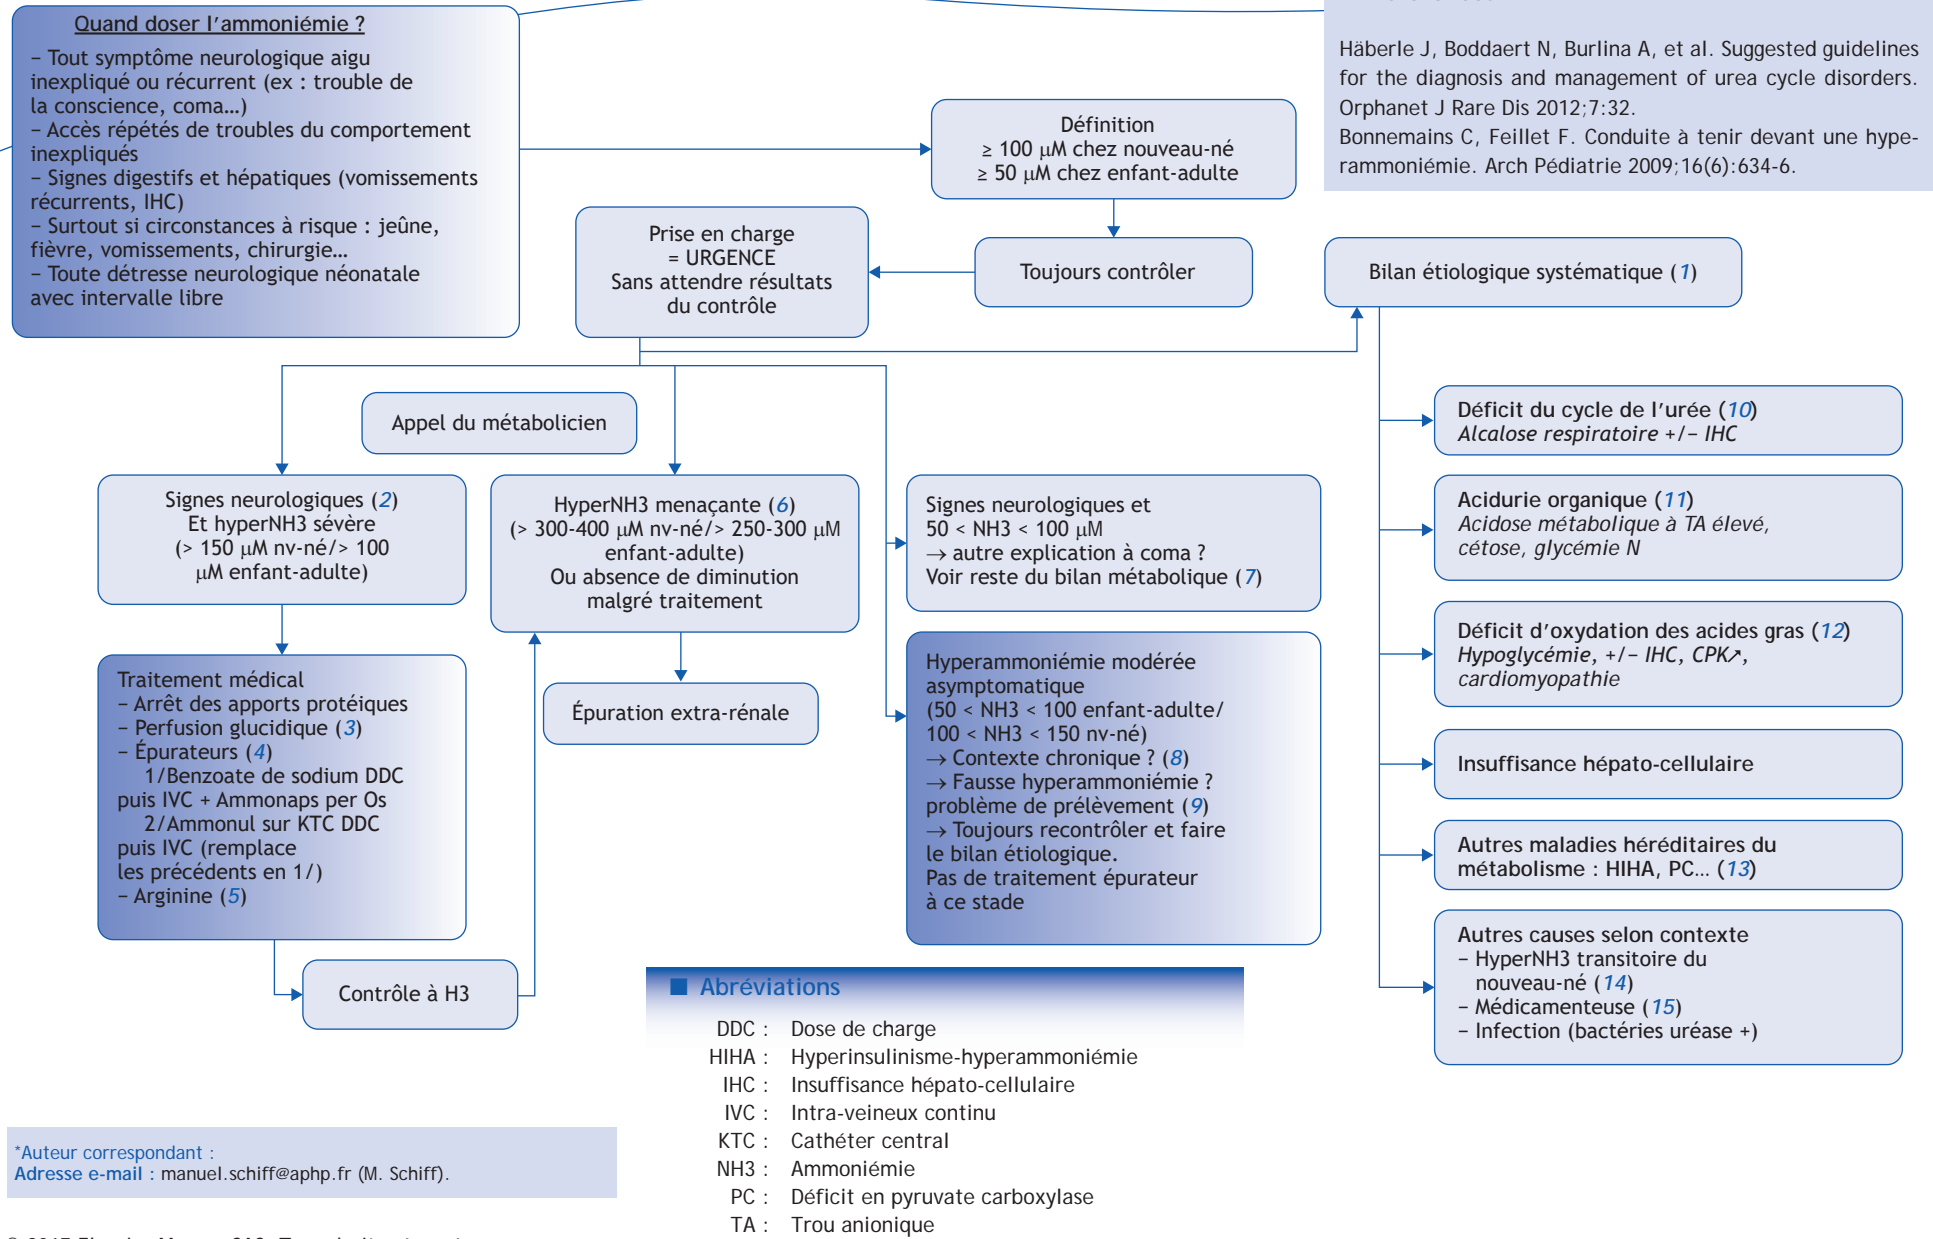 Quand doser l'ammoniémie ?
– Tout symptôme neurologique aigu
inexpliqué ou récurrent (ex : trouble de
la conscience, coma…)
– Accès répétés de troubles du comportement
inexpliqués
– Signes digestifs et hépatiques (vomissements
récurrents, IHC)
– Surtout si circonstances à risque : jeûne,
fièvre, vomissements, chirurgie…
– Toute détresse neurologique néonatale
avec intervalle libre
Définition
≥ 100 µM chez nouveau-né
≥ 50 µM chez enfant-adulte
Häberle J, Boddaert N, Burlina A, et al. Suggested guidelines
for the diagnosis and management of urea cycle disorders.
Orphanet J Rare Dis 2012;7:32.
Bonnemains C, Feillet F. Conduite à tenir devant une hype-
rammoniémie. Arch Pédiatrie 2009;16(6):634-6.
Prise en charge
= URGENCE
Sans attendre résultats
du contrôle
Toujours contrôler
Bilan étiologique systématique (1)
Appel du métabolicien
Signes neurologiques (2)
Et hyperNH3 sévère
(> 150 µM nv-né/> 100
µM enfant-adulte)
HyperNH3 menaçante (6)
(> 300-400 µM nv-né/> 250-300 µM
enfant-adulte)
Ou absence de diminution
malgré traitement
Signes neurologiques et
50 < NH3 < 100 µM
→ autre explication à coma ?
Voir reste du bilan métabolique (7)
Traitement médical
– Arrêt des apports protéiques
– Perfusion glucidique (3)
– Épurateurs (4)
1/Benzoate de sodium DDC
puis IVC + Ammonaps per Os
2/Ammonul sur KTC DDC
puis IVC (remplace
les précédents en 1/)
– Arginine (5)
Épuration extra-rénale
Hyperammoniémie modérée
asymptomatique
(50 < NH3 < 100 enfant-adulte/
100 < NH3 < 150 nv-né)
→ Contexte chronique ? (8)
→ Fausse hyperammoniémie ?
problème de prélèvement (9)
→ Toujours recontrôler et faire
le bilan étiologique.
Pas de traitement épurateur
à ce stade
Contrôle à H3
Déficit du cycle de l'urée (10)
Alcalose respiratoire +/– IHC
Acidurie organique (11)
Acidose métabolique à TA élevé,
cétose, glycémie N
Déficit d'oxydation des acides gras (12)
Hypoglycémie, +/– IHC, CPK↗,
cardiomyopathie
Insuffisance hépato-cellulaire
Autres maladies héréditaires du
métabolisme : HIHA, PC… (13)
Autres causes selon contexte
– HyperNH3 transitoire du
nouveau-né (14)
– Médicamenteuse (15)
– Infection (bactéries uréase +)
■ Abréviations
DDC : Dose de charge
HIHA : Hyperinsulinisme-hyperammoniémie
IHC : Insuffisance hépato-cellulaire
IVC : Intra-veineux continu
KTC : Cathéter central
NH3 : Ammoniémie
PC : Déficit en pyruvate carboxylase
TA : Trou anionique
*Auteur correspondant :
Adresse e-mail : manuel.schiff@aphp.fr (M. Schiff).